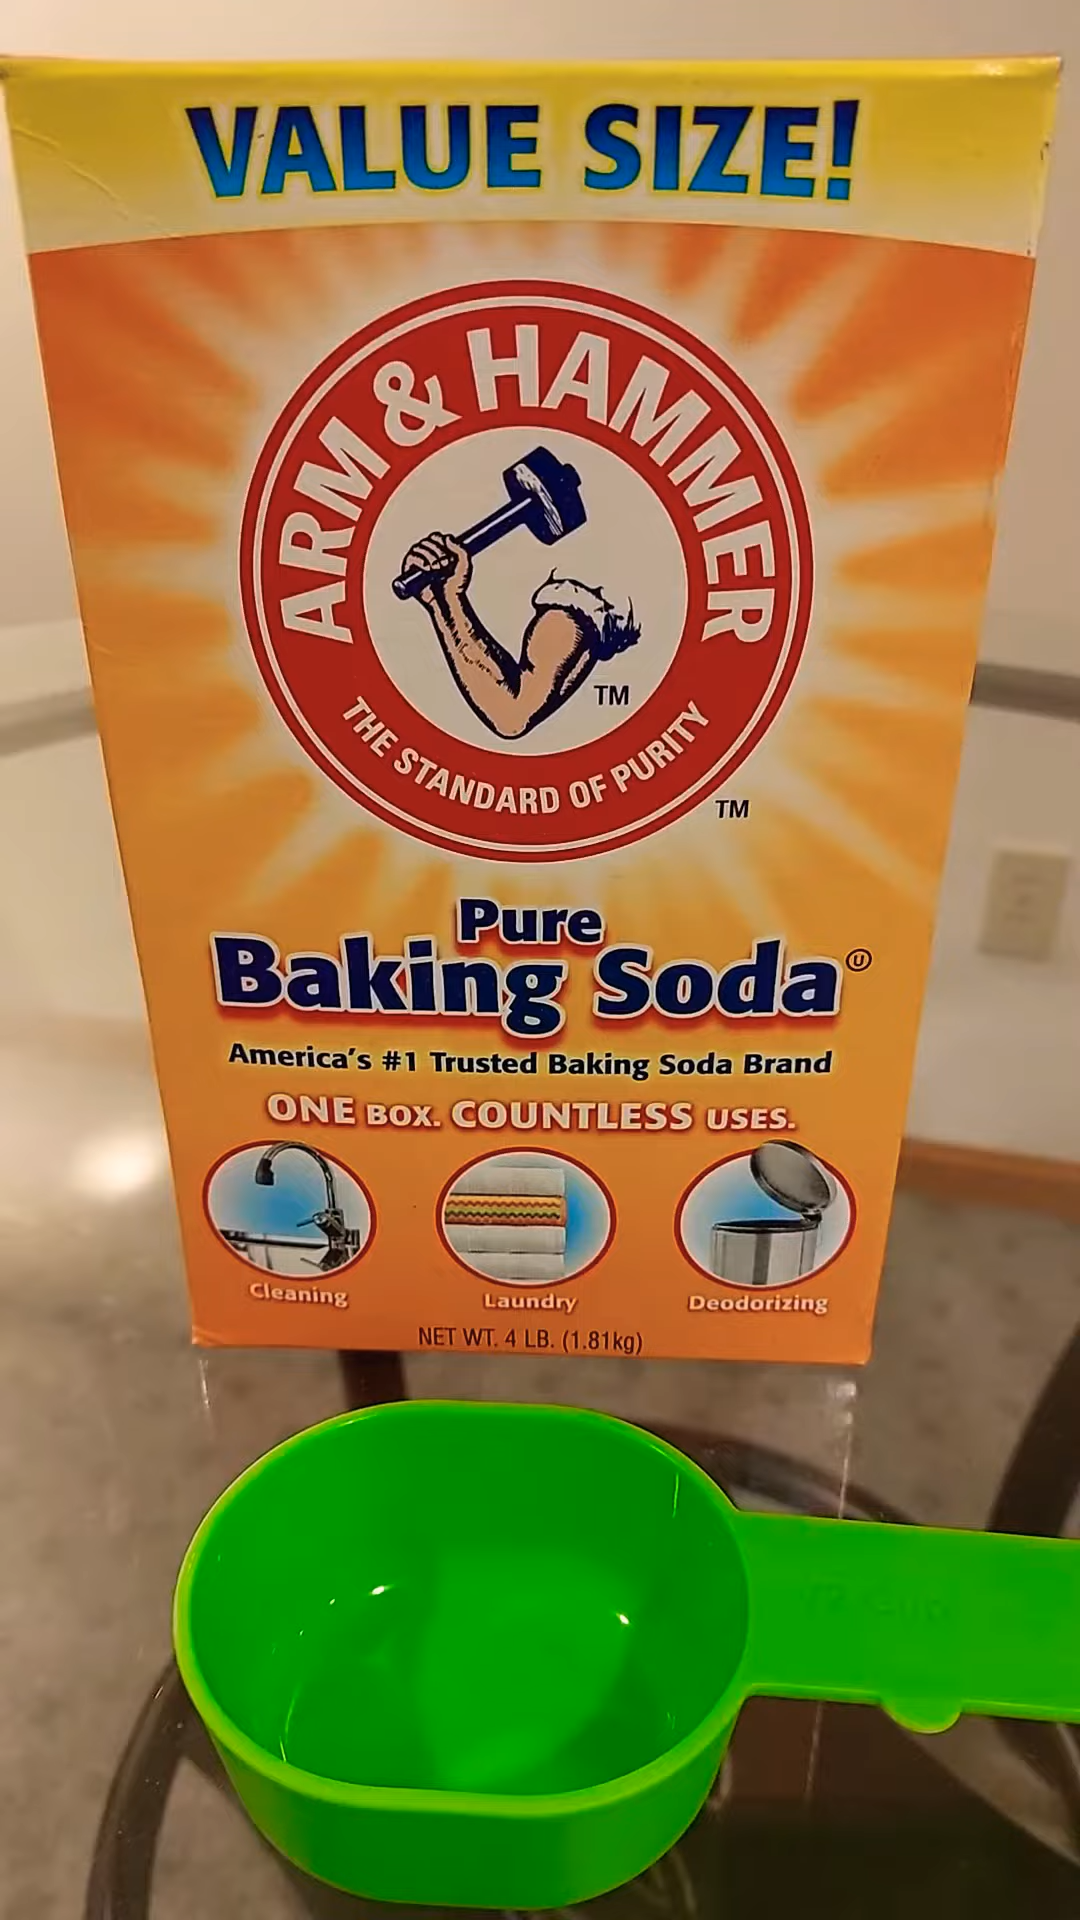 VALUE SIZE!
ARM & HAMMER
TM
THE STANDARD OF PURITY
TM
Pure
Baking Soda Ⓤ
America's #1 Trusted Baking Soda Brand
ONE BOX. COUNTLESS USES.
Cleaning
Laundry
Deodorizing
NET WT. 4 LB. (1.81kg)